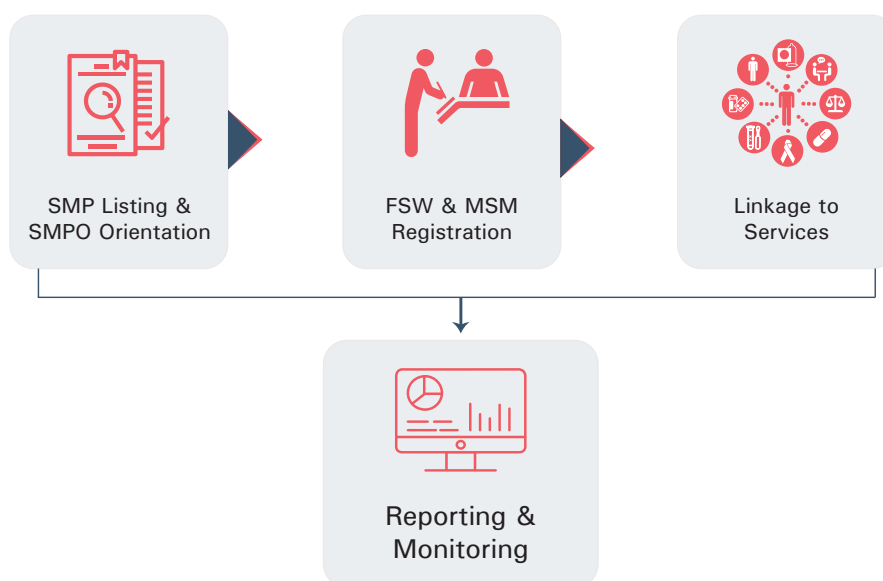 SMP Listing &
SMPO Orientation
FSW & MSM
Registration
Linkage to
Services
Reporting &
Monitoring